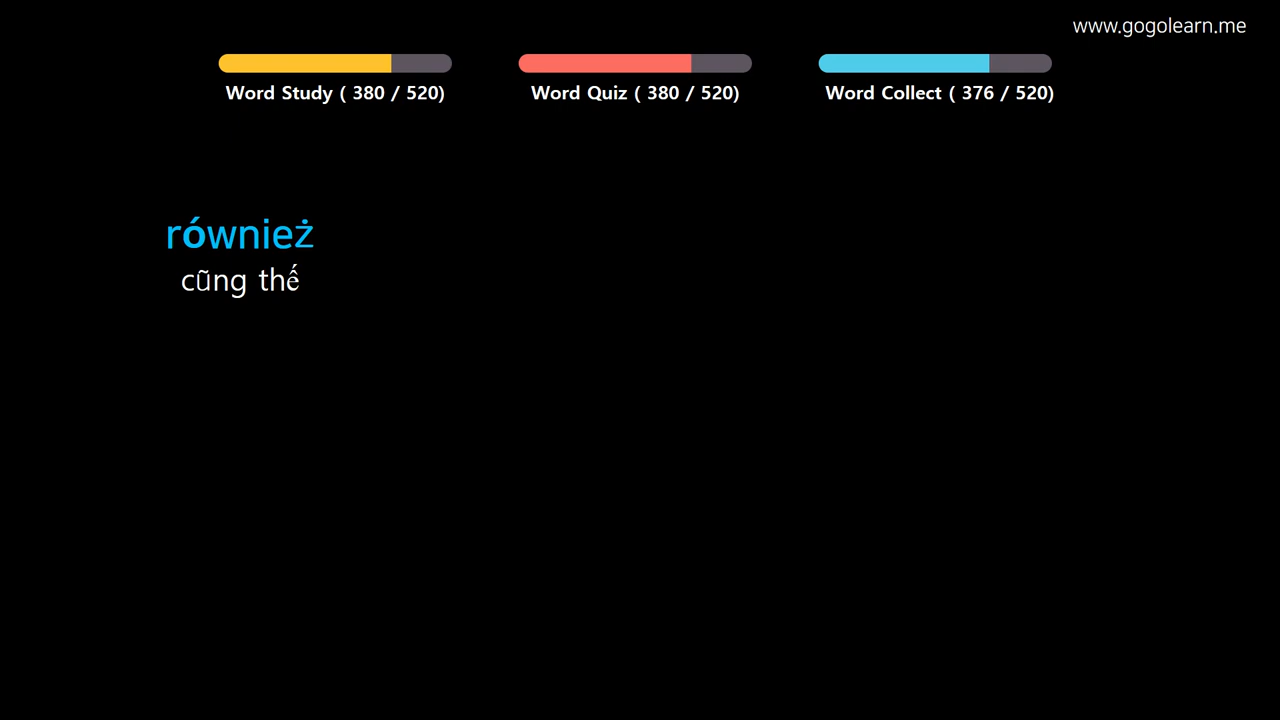 www.gogolearn.me
Word Study ( 380 / 520)
Word Quiz ( 380 / 520)
Word Collect ( 376 / 520)
również
cũng thế